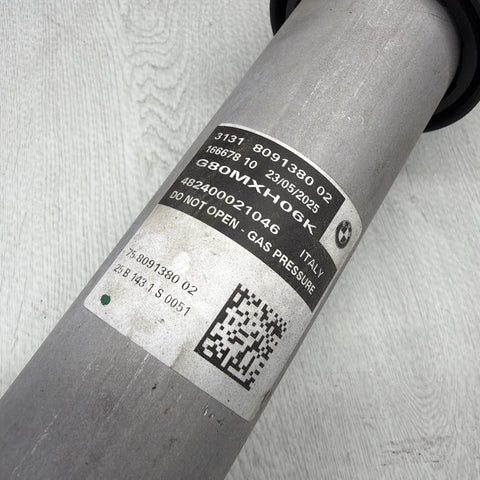 3131 8091380 02
166678 10 23/05/2025
G80MXH06K
482400021046 ITALY
DO NOT OPEN - GAS PRESSURE
75.8091380 02
25 B 143 1 S 0051